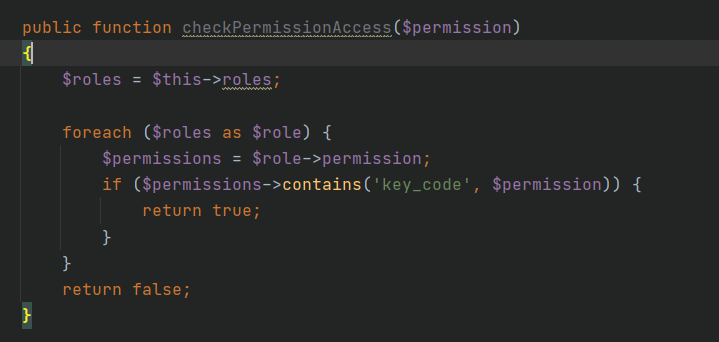 public function checkPermissionAccess($permission)
{
    $roles = $this->roles;

    foreach ($roles as $role) {
        $permissions = $role->permission;
        if ($permissions->contains('key_code', $permission)) {
            return true;
        }
    }
    return false;
}